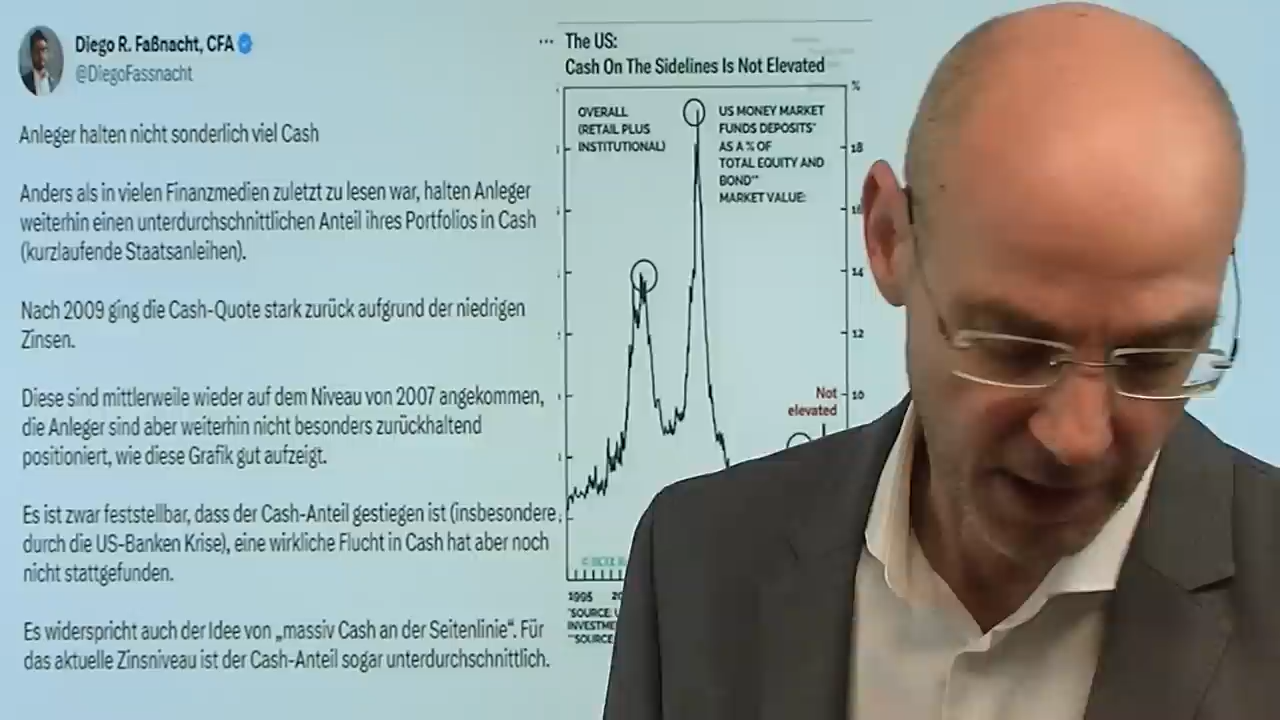 Diego R. Faßnacht, CFA
@DiegoFassnacht
Anleger halten nicht sonderlich viel Cash
Anders als in vielen Finanzmedien zuletzt zu lesen war, halten Anleger
weiterhin einen unterdurchschnittlichen Anteil ihres Portfolios in Cash
(kurzlaufende Staatsanleihen).
Nach 2009 ging die Cash-Quote stark zurück aufgrund der niedrigen
Zinsen.
Diese sind mittlerweile wieder auf dem Niveau von 2007 angekommen,
die Anleger sind aber weiterhin nicht besonders zurückhaltend
positioniert, wie diese Grafik gut aufzeigt.
Es ist zwar feststellbar, dass der Cash-Anteil gestiegen ist (insbesondere
durch die US-Banken Krise), eine wirkliche Flucht in Cash hat aber noch
nicht stattgefunden.
Es widerspricht auch der Idee von „massiv Cash an der Seitenlinie“. Für
das aktuelle Zinsniveau ist der Cash-Anteil sogar unterdurchschnittlich.
...
The US:
Cash On The Sidelines Is Not Elevated
%
OVERALL
(RETAIL PLUS
INSTITUTIONAL)
US MONEY MARKET
FUNDS DEPOSITS*
AS A % OF
TOTAL EQUITY AND
BOND**
MARKET VALUE:
18
16
14
12
10
Not
elevated
1995 20
*SOURCE:
INVESTME
**SOURCE